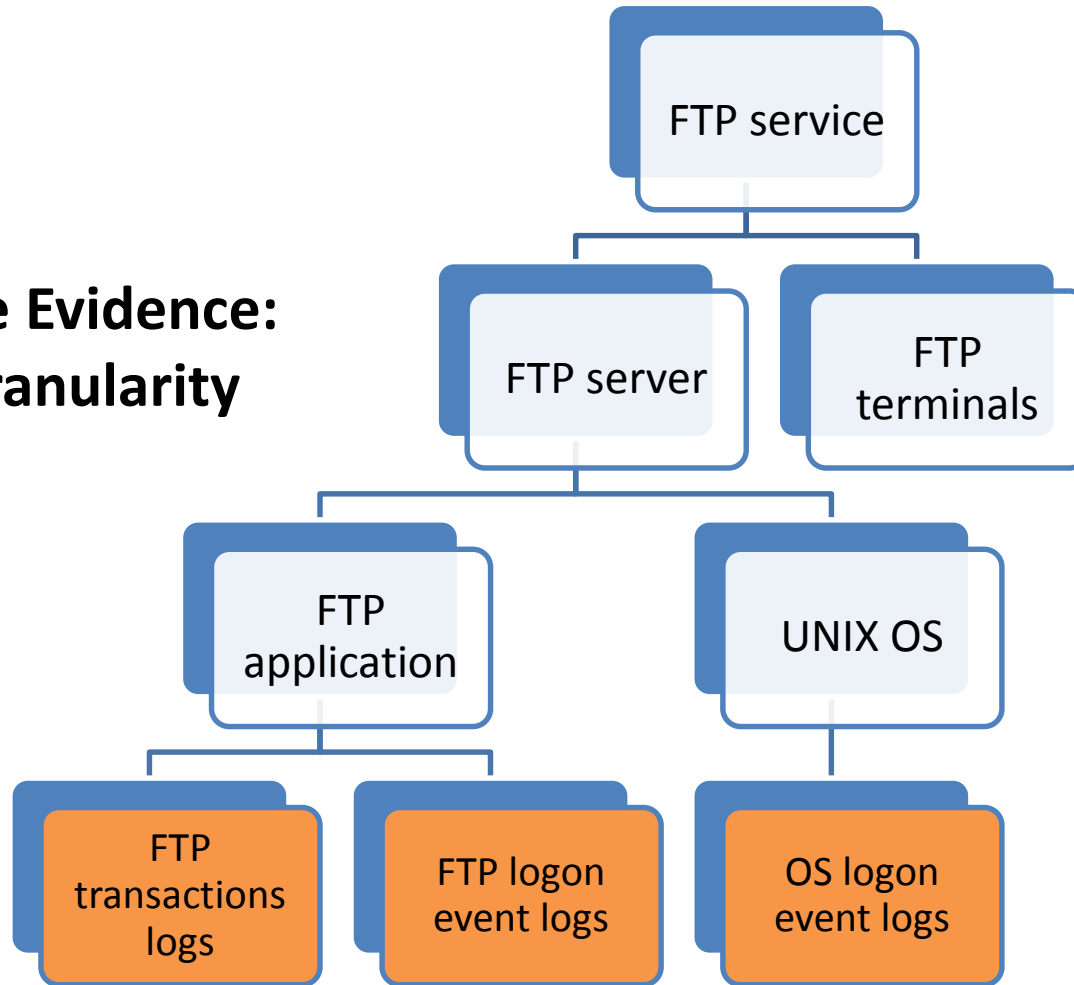 FTP service
Evidence:
FTP server
FTP
terminals
FTP
application
UNIX OS
FTP
transactions
logs
FTP logon
event logs
OS logon
event logs